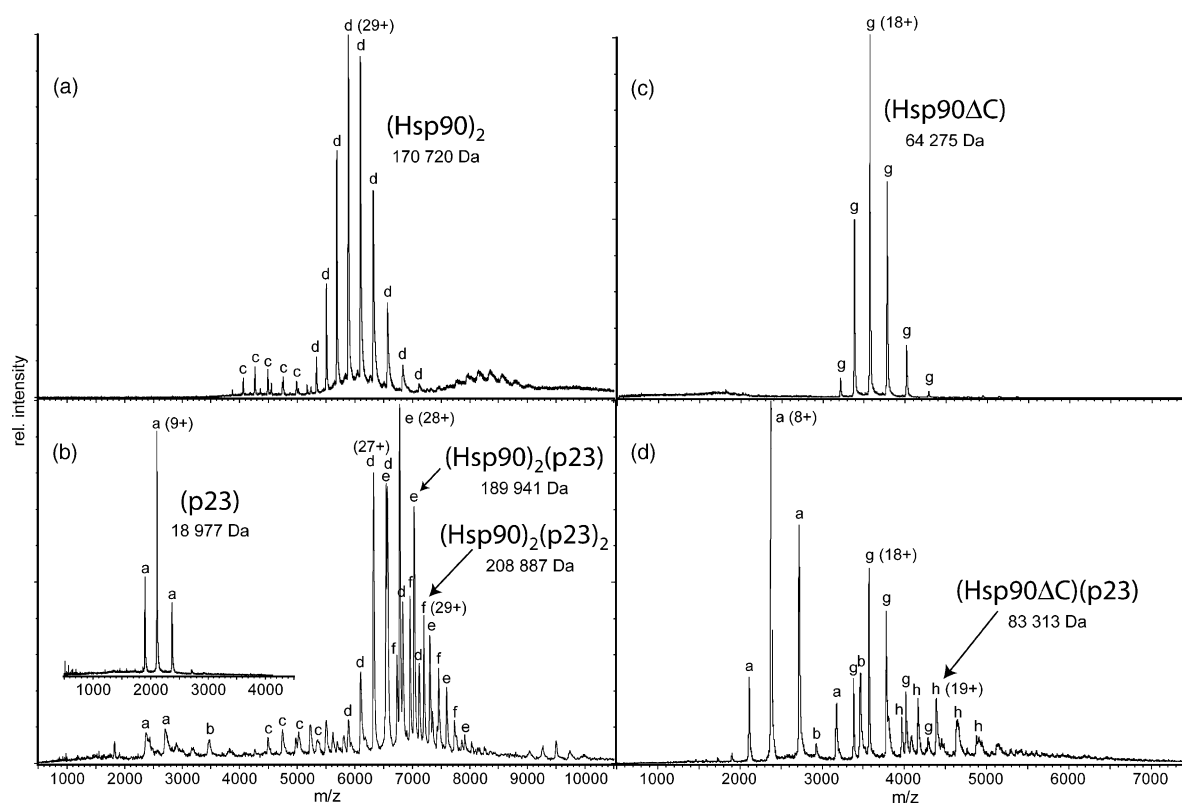 (a)
d (29+)
d
d
d
d
d
d
d
d
d
c c c c c
(Hsp90)2
170 720 Da
(c)
g (18+)
g
g
g
g
g
(Hsp90ΔC)
64 275 Da
rel. intensity
(b)
a (9+)
a
a
(p23)
18 977 Da
1000 2000 3000 4000
a a b c c c c d
d
(27+)
d
d
e
e (28+)
e
d
f
f
f (29+)
d
e
f
e
f
e
(Hsp90)2(p23)
189 941 Da
(Hsp90)2(p23)2
208 887 Da
1000 2000 3000 4000 5000 6000 7000 8000 9000 10000
m/z
(d)
a (8+)
a
a
b
a
g
b
g (18+)
g
h
g
h
g
h (19+)
h
h
(Hsp90ΔC)(p23)
83 313 Da
1000 2000 3000 4000 5000 6000 7000
m/z